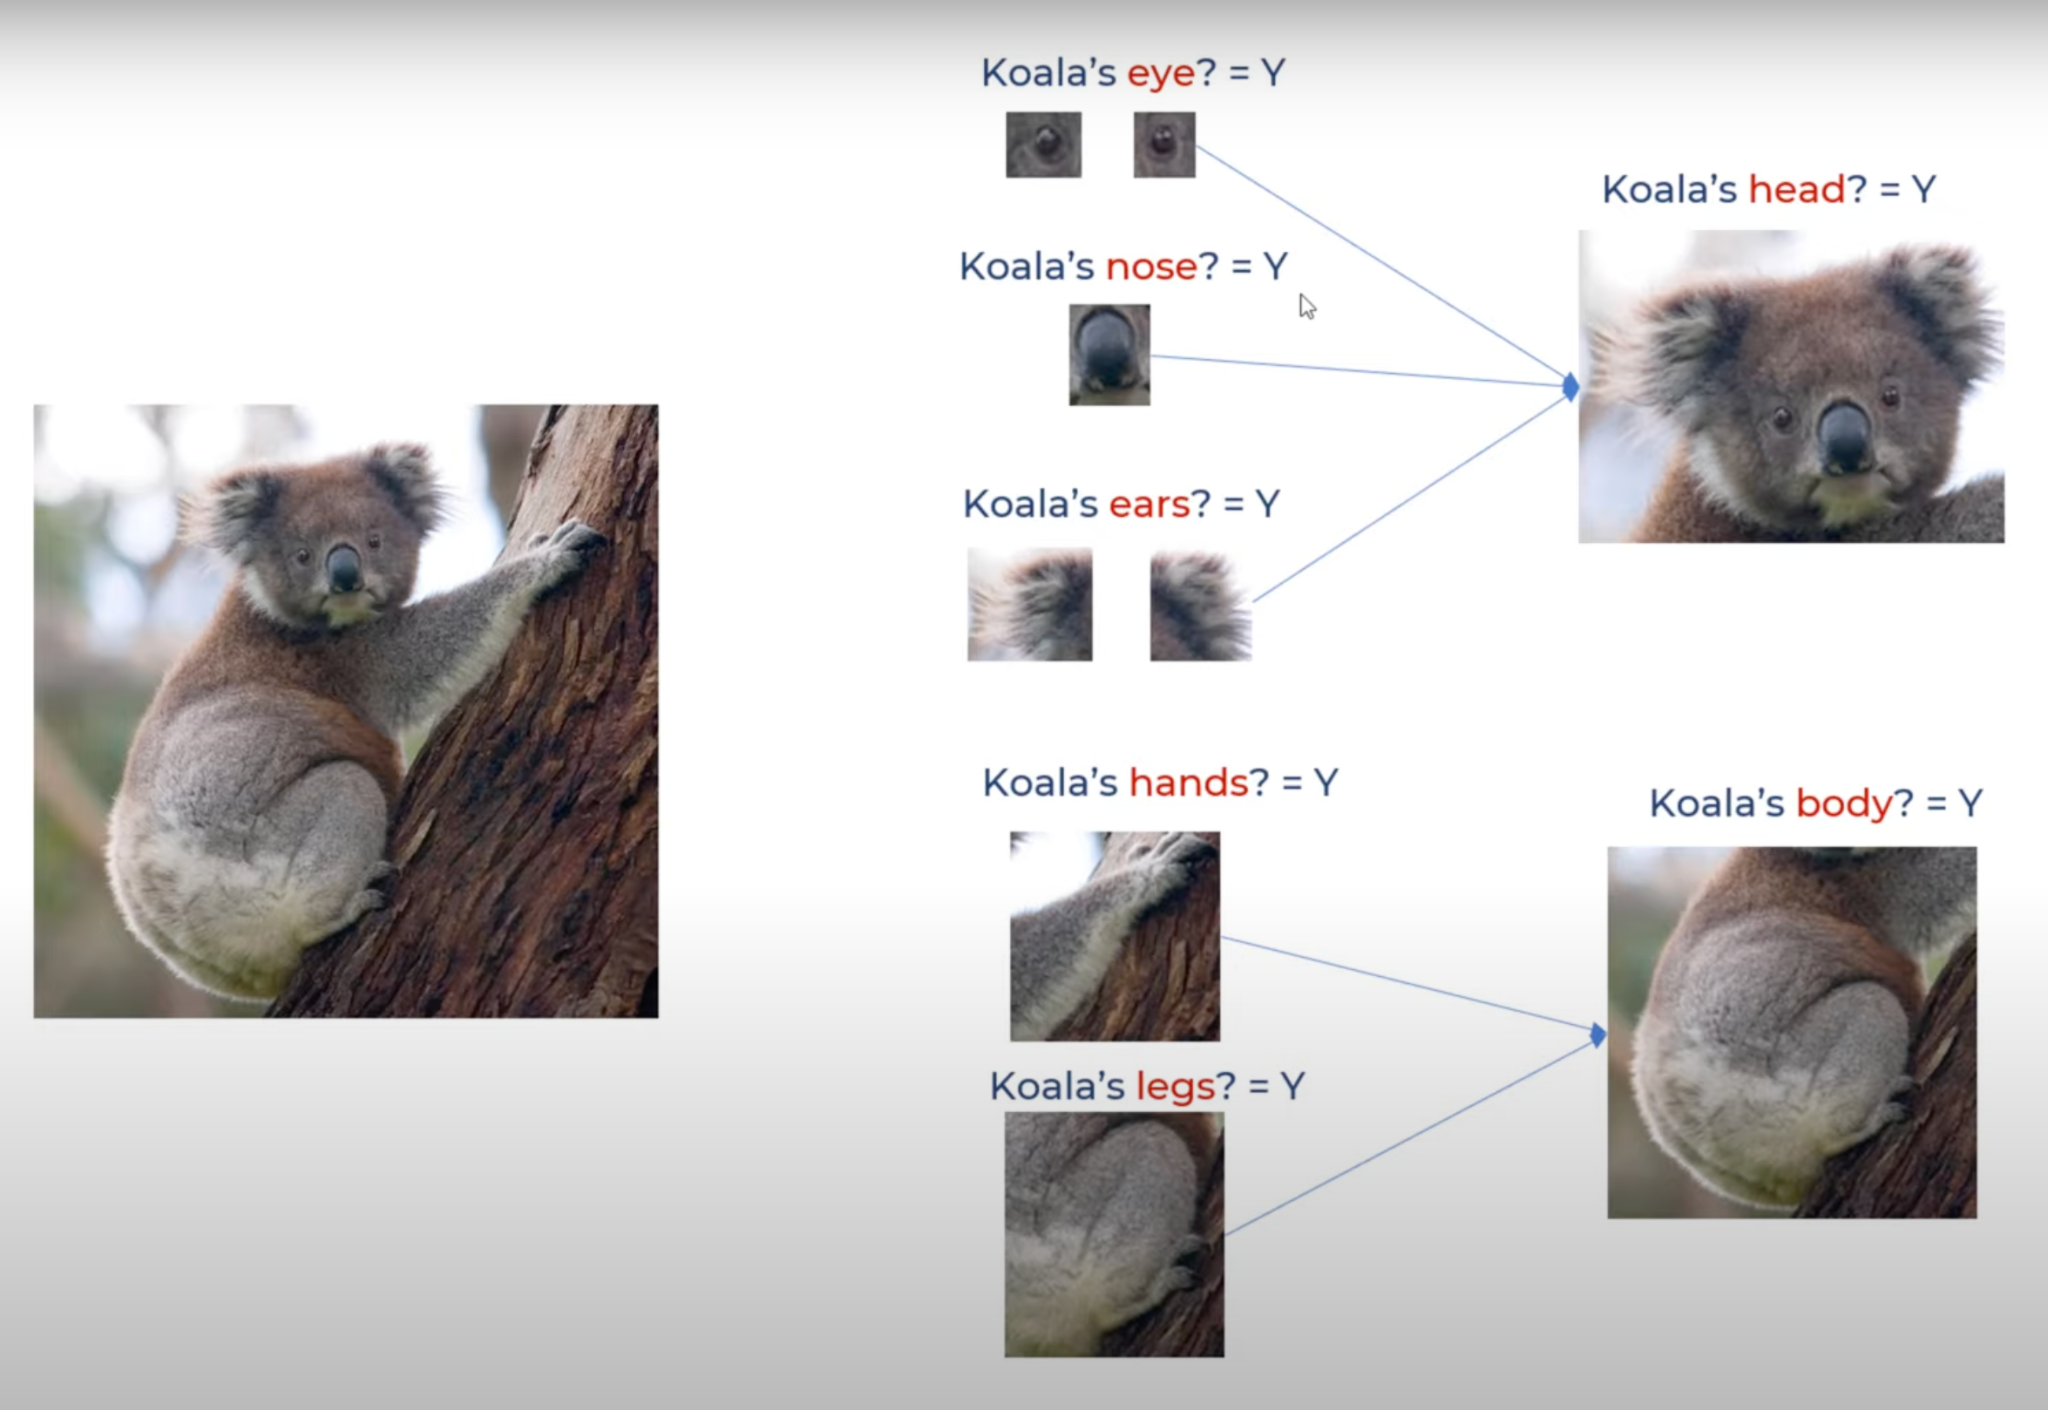 Koala’s eye? = Y
Koala’s nose? = Y
Koala’s ears? = Y
Koala’s head? = Y
Koala’s hands? = Y
Koala’s legs? = Y
Koala’s body? = Y